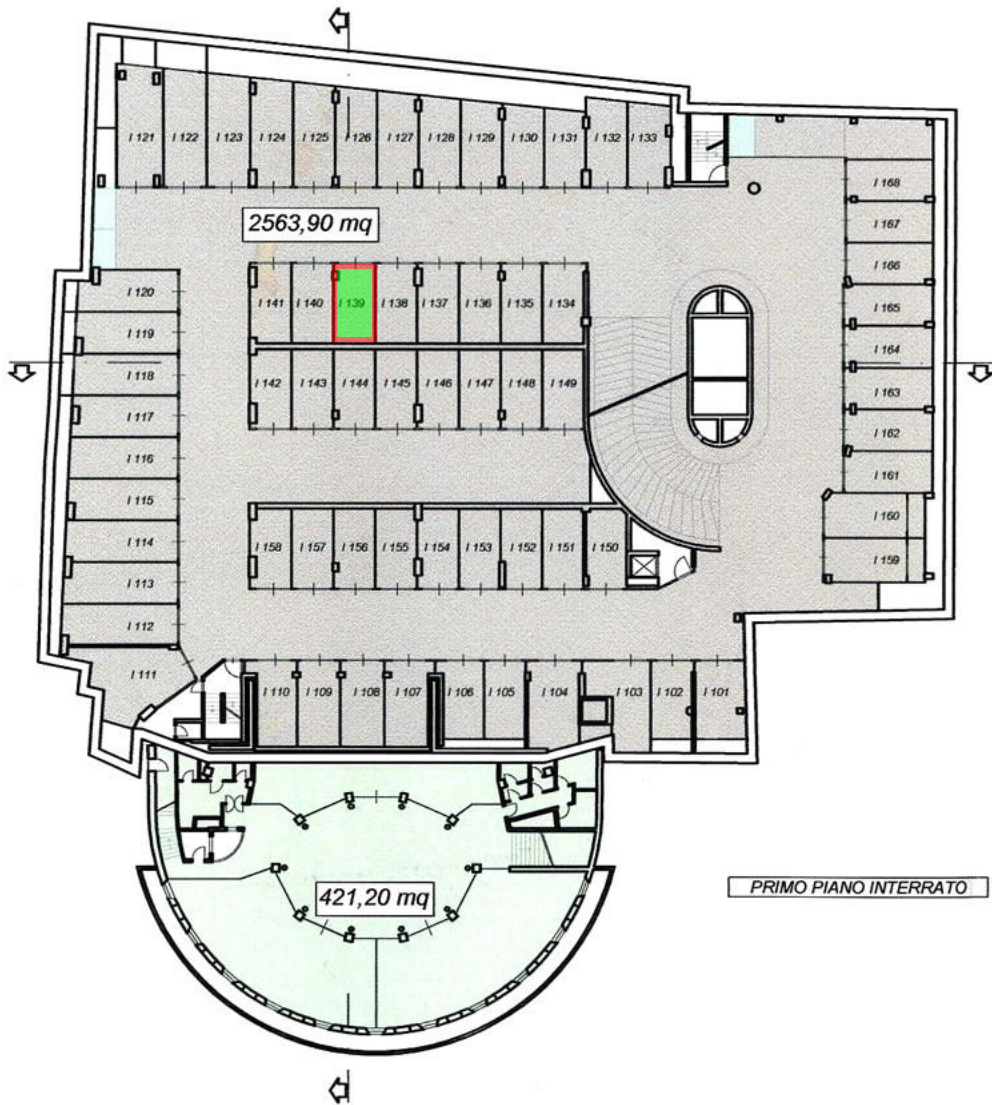 I 121
I 122
I 123
I 124
I 125
I 126
I 127
I 128
I 129
I 130
I 131
I 132
I 133
I 168
I 167
2563,90 mq
I 166
I 120
I 141
I 140
I 139
I 138
I 137
I 136
I 135
I 134
I 165
I 119
I 164
I 118
I 142
I 143
I 144
I 145
I 146
I 147
I 148
I 149
I 163
I 117
I 162
I 116
I 161
I 115
I 160
I 114
I 158
I 157
I 156
I 155
I 154
I 153
I 152
I 151
I 150
I 159
I 113
I 112
I 111
I 110
I 109
I 108
I 107
I 106
I 105
I 104
I 103
I 102
I 101
421,20 mq
PRIMO PIANO INTERRATO